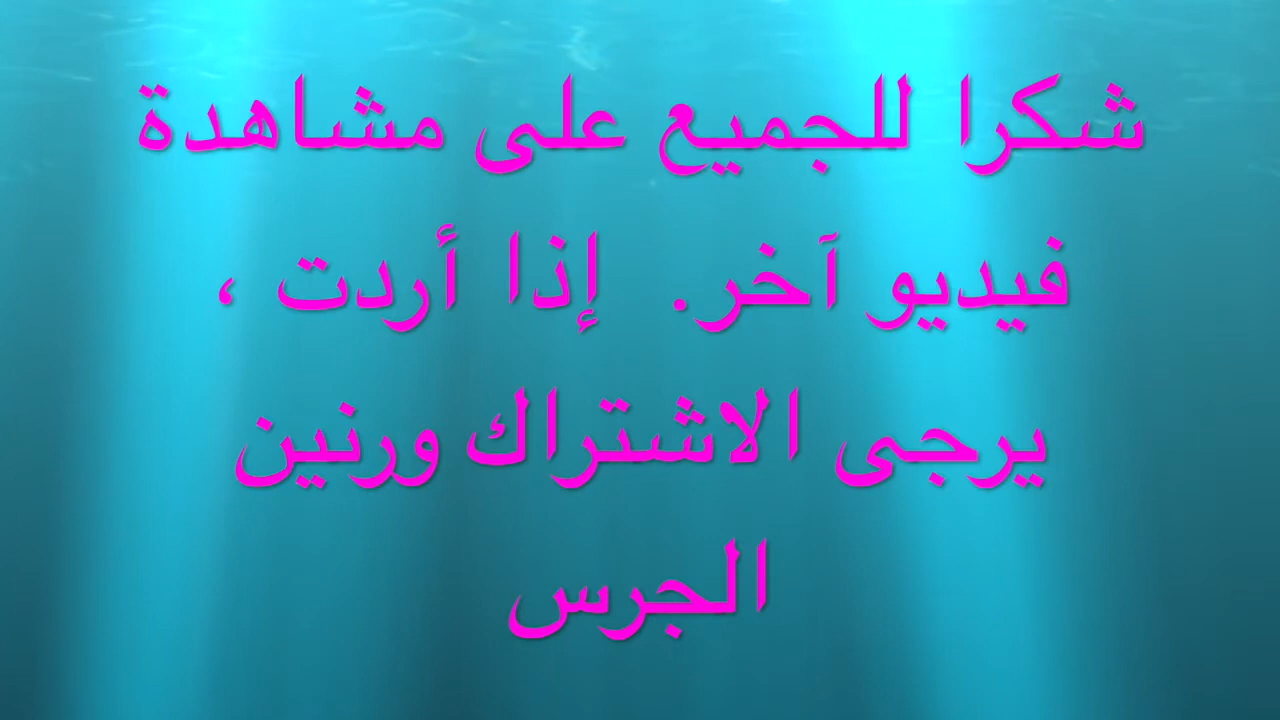 شكرا للجميع على مشاهدة
فيديو آخر. إذا أردت ،
يرجى الاشتراك ورنين
الجرس